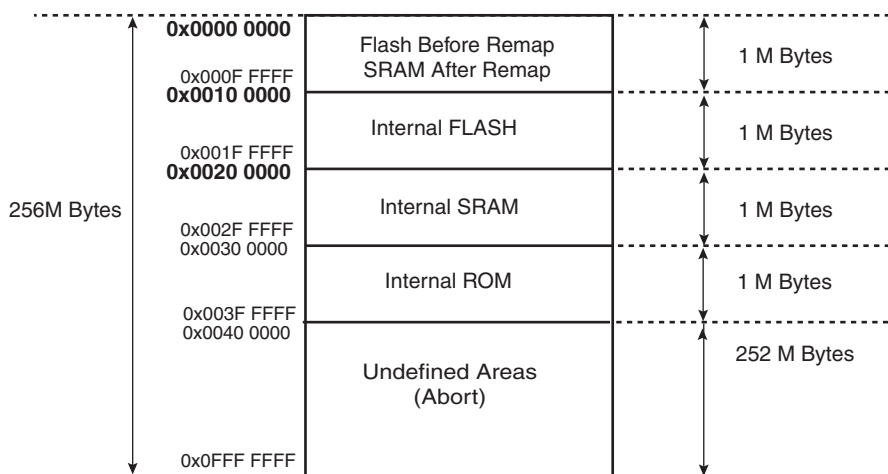 0x0000 0000
Flash Before Remap
SRAM After Remap
1 M Bytes
0x000F FFFF
0x0010 0000
Internal FLASH
1 M Bytes
0x001F FFFF
0x0020 0000
256M Bytes
Internal SRAM
1 M Bytes
0x002F FFFF
0x0030 0000
Internal ROM
1 M Bytes
0x003F FFFF
0x0040 0000
252 M Bytes
Undefined Areas
(Abort)
0x0FFF FFFF